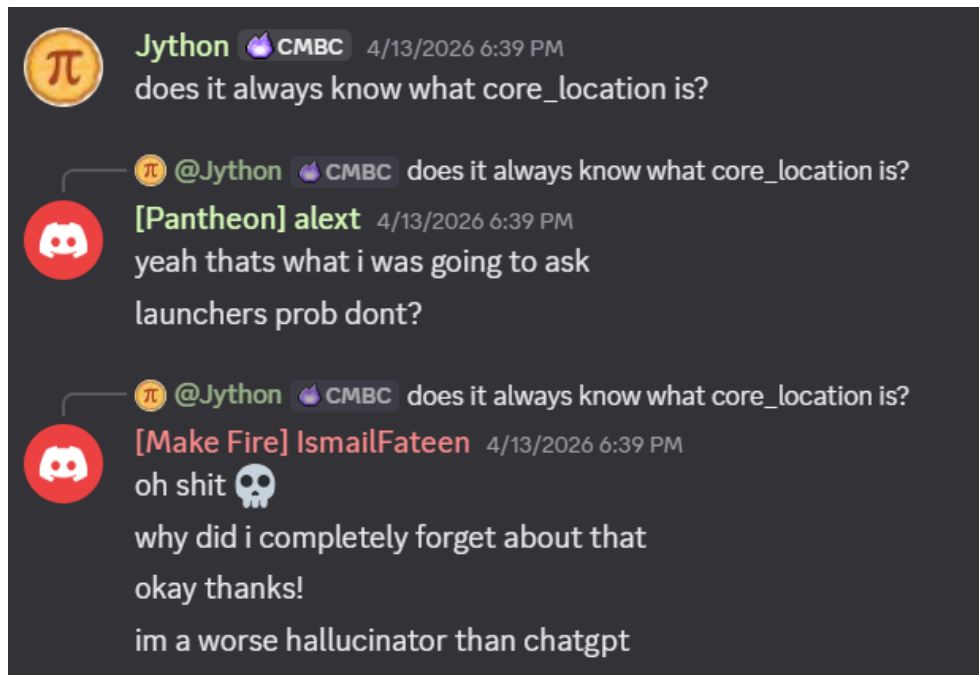 Jython CMBC 4/13/2026 6:39 PM
does it always know what core_location is?
π @Jython CMBC does it always know what core_location is?
[Pantheon] alext 4/13/2026 6:39 PM
yeah thats what i was going to ask
launchers prob dont?
π @Jython CMBC does it always know what core_location is?
[Make Fire] IsmailFateen 4/13/2026 6:39 PM
oh shit 💀
why did i completely forget about that
okay thanks!
im a worse hallucinator than chatgpt